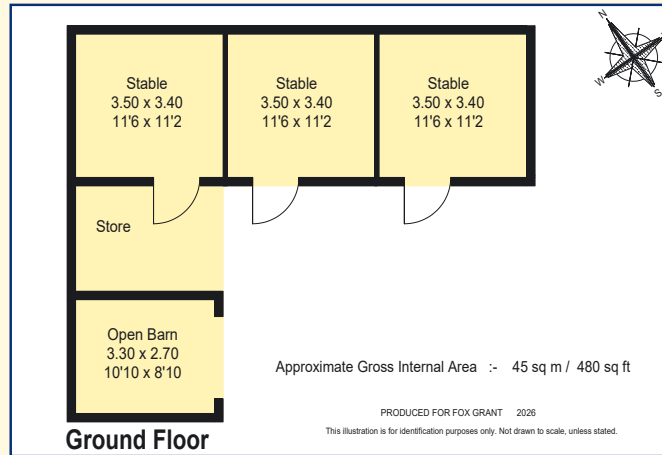 N
W
S
Stable
3.50 x 3.40
11'6 x 11'2
Stable
3.50 x 3.40
11'6 x 11'2
Stable
3.50 x 3.40
11'6 x 11'2
Store
Open Barn
3.30 x 2.70
10'10 x 8'10
Approximate Gross Internal Area :- 45 sq m / 480 sq ft
PRODUCED FOR FOX GRANT 2026
This illustration is for identification purposes only. Not drawn to scale, unless stated.
Ground Floor